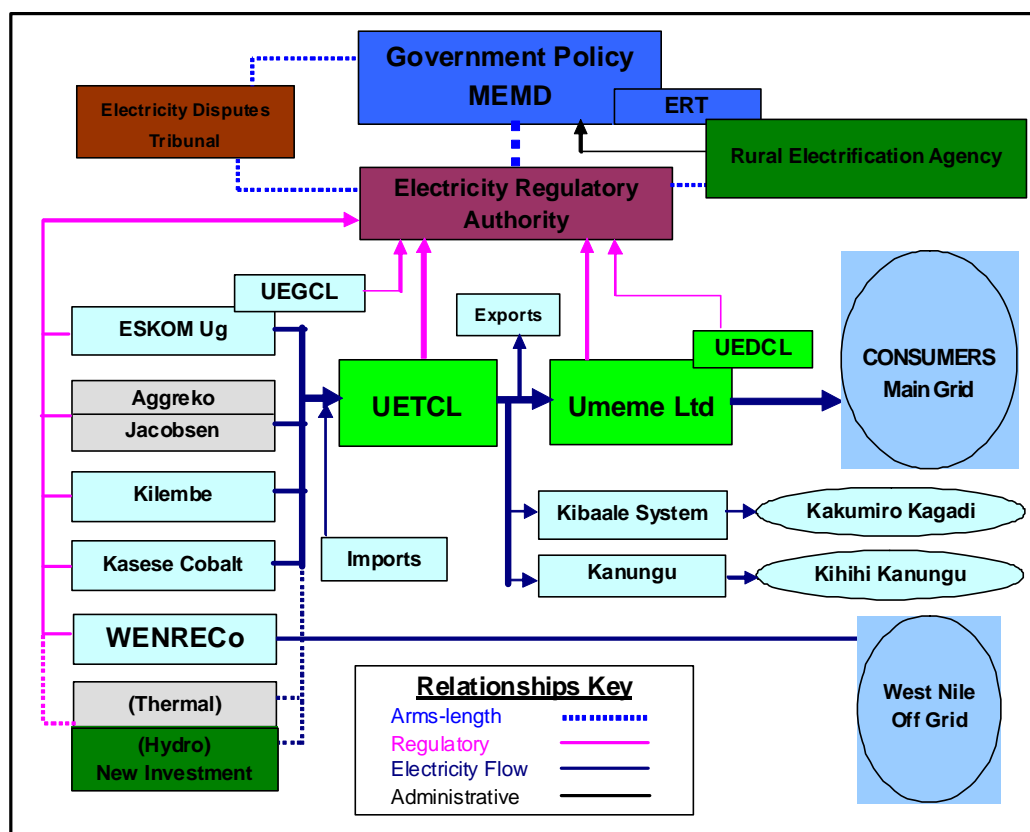 Government Policy
MEMD
ERT
Electricity Disputes
Tribunal
Rural Electrification Agency
Electricity Regulatory
Authority
UEGCL
ESKOM Ug
Exports
UEDCL
CONSUMERS
Main Grid
Aggreko
Jacobsen
UETCL
Umeme Ltd
Kilembe
Kibaale System
Kakumiro Kagadi
Kasese Cobalt
Imports
Kanungu
Kihihi Kanungu
WENRECo
West Nile
Off Grid
(Thermal)
(Hydro)
New Investment
Relationships Key
Arms-length
Regulatory
Electricity Flow
Administrative